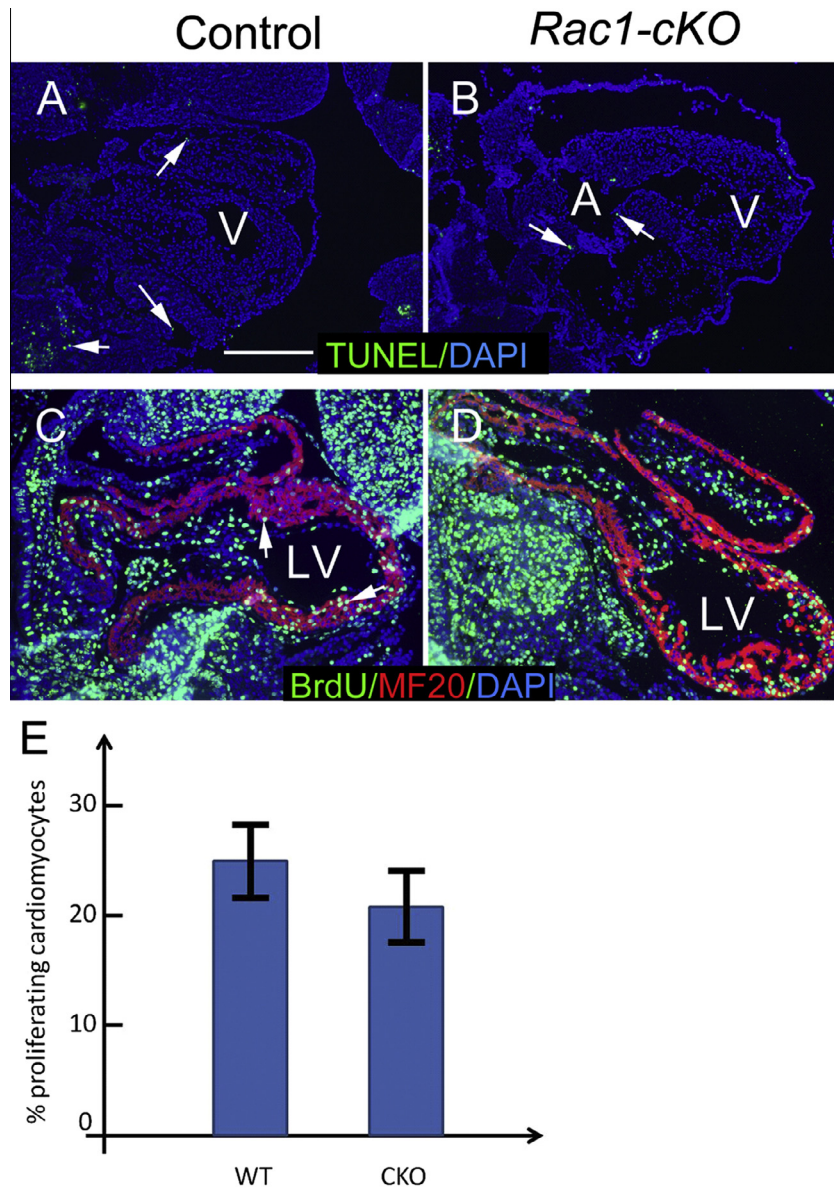 Control
Rac1-cKO
A
V
B
A
V
TUNEL/DAPI
C
LV
D
LV
BrdU/MF20/DAPI
E
% proliferating cardiomyocytes
30
20
10
0
WT
CKO